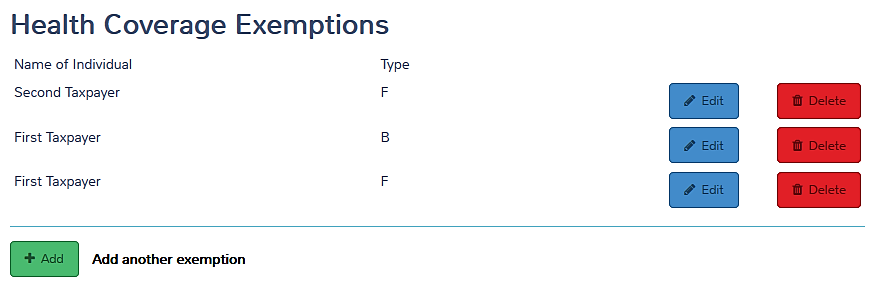 Health Coverage Exemptions
Name of Individual Type
Second Taxpayer F Edit Delete
First Taxpayer B Edit Delete
First Taxpayer F Edit Delete
Add Add another exemption